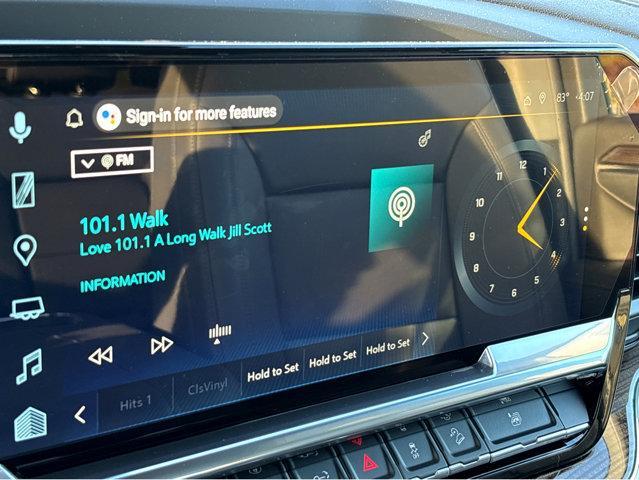 Sign-in for more features
83° 4:07
FM
101.1 Walk
Love 101.1 A Long Walk Jill Scott
INFORMATION
12
11 1
10 2
9 3
8 4
7 5
6
Hits 1 ClsVinyl Hold to Set Hold to Set Hold to Set